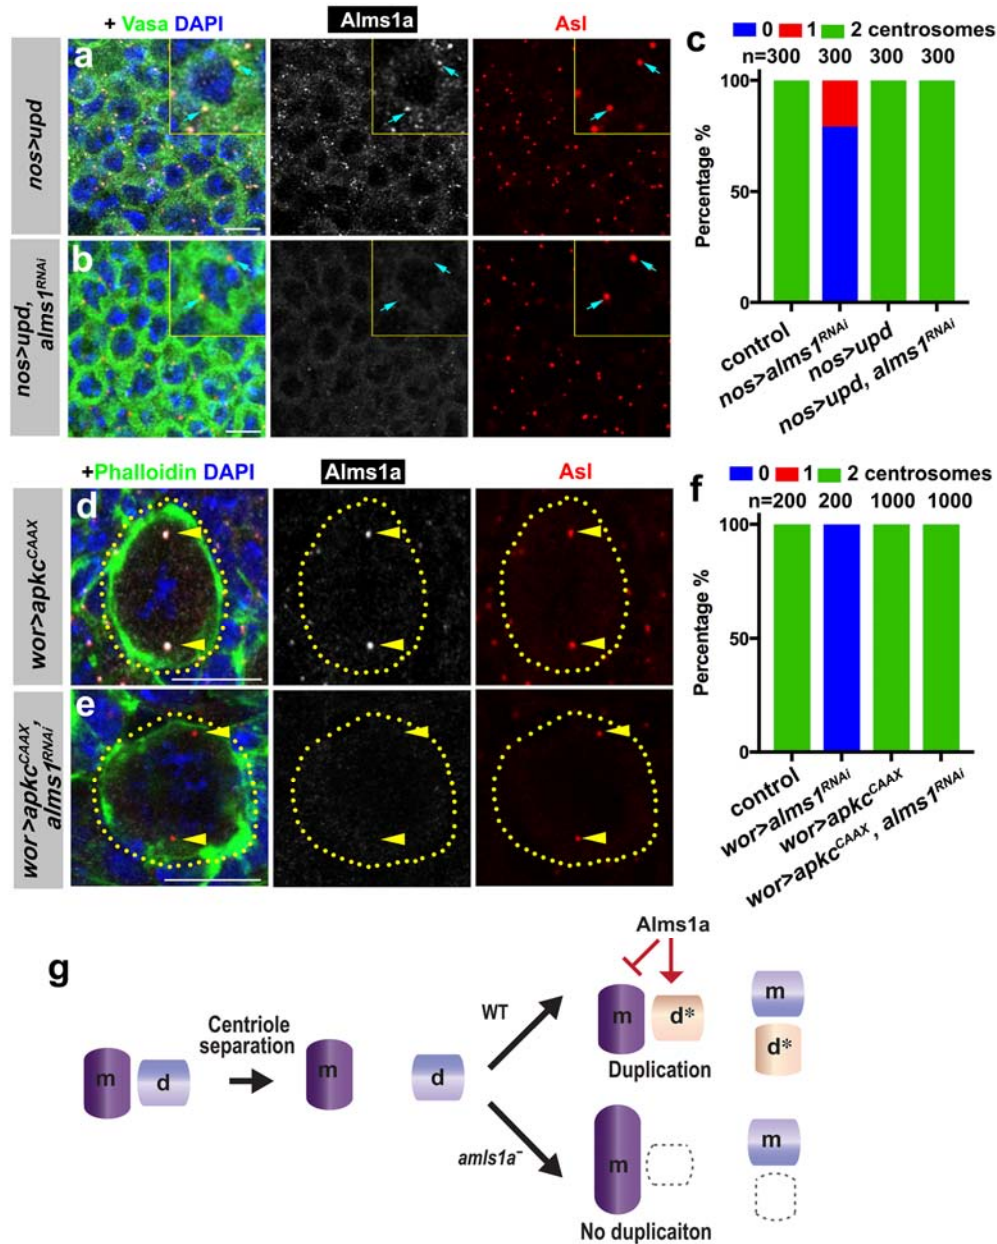 + Vasa DAPI
Alms1a
Asl
a
nos>upd
b
nos>upd,
alms1RNAi
c
0 1 2 centrosomes
n=300 300 300 300
100
50
0
Percentage %
control
nos>alms1RNAi
nos>upd
nos>upd, alms1RNAi
+Phalloidin DAPI
Alms1a
Asl
d
wor>apkcCAAX
e
wor>apkcCAAX,
alms1RNAi
f
0 1 2 centrosomes
n=200 200 1000 1000
100
50
0
Percentage %
control
wor>alms1RNAi
wor>apkcCAAX
wor>apkcCAAX, alms1RNAi
g
m d
Centriole
separation
m d
WT
amls1a-
Alms1a
m d*
Duplication
m
d*
m
No duplicaiton
m